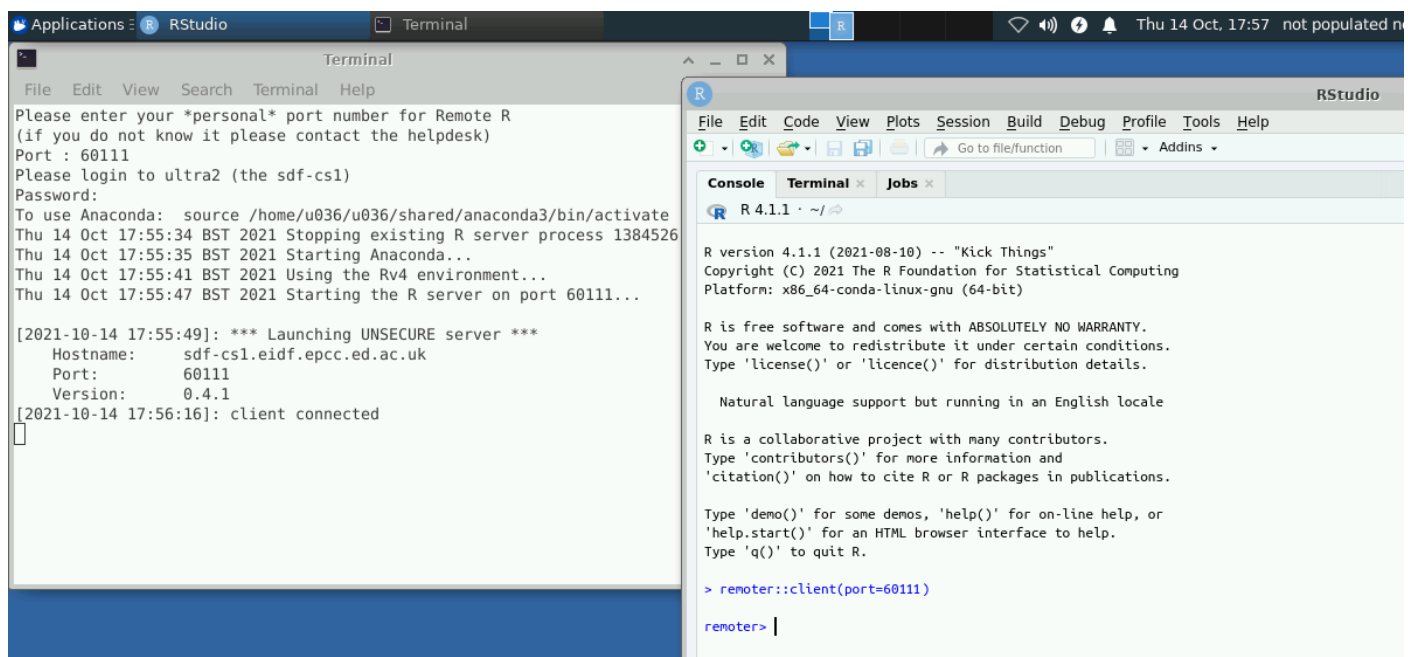 Applications
RStudio
Terminal
Thu 14 Oct, 17:57 not populated
Terminal
File Edit View Search Terminal Help
Please enter your *personal* port number for Remote R
(if you do not know it please contact the helpdesk)
Port : 60111
Please login to ultra2 (the sdf-cs1)
Password:
To use Anaconda:  source /home/u036/u036/shared/anaconda3/bin/activate
Thu 14 Oct 17:55:34 BST 2021 Stopping existing R server process 1384526
Thu 14 Oct 17:55:35 BST 2021 Starting Anaconda...
Thu 14 Oct 17:55:41 BST 2021 Using the Rv4 environment...
Thu 14 Oct 17:55:47 BST 2021 Starting the R server on port 60111...
[2021-10-14 17:55:49]: *** Launching UNSECURE server ***
Hostname: sdf-cs1.eidf.epcc.ed.ac.uk
Port: 60111
Version: 0.4.1
[2021-10-14 17:56:16]: client connected
RStudio
File Edit Code View Plots Session Build Debug Profile Tools Help
Go to file/function Addins
Console Terminal Jobs
R 4.1.1 · ~/
R version 4.1.1 (2021-08-10) -- "Kick Things"
Copyright (C) 2021 The R Foundation for Statistical Computing
Platform: x86_64-conda-linux-gnu (64-bit)
R is free software and comes with ABSOLUTELY NO WARRANTY.
You are welcome to redistribute it under certain conditions.
Type 'license()' or 'licence()' for distribution details.
Natural language support but running in an English locale
R is a collaborative project with many contributors.
Type 'contributors()' for more information and
'citation()' on how to cite R or R packages in publications.
Type 'demo()' for some demos, 'help()' for on-line help, or
'help.start()' for an HTML browser interface to help.
Type 'q()' to quit R.
> remoter::client(port=60111)
remoter>